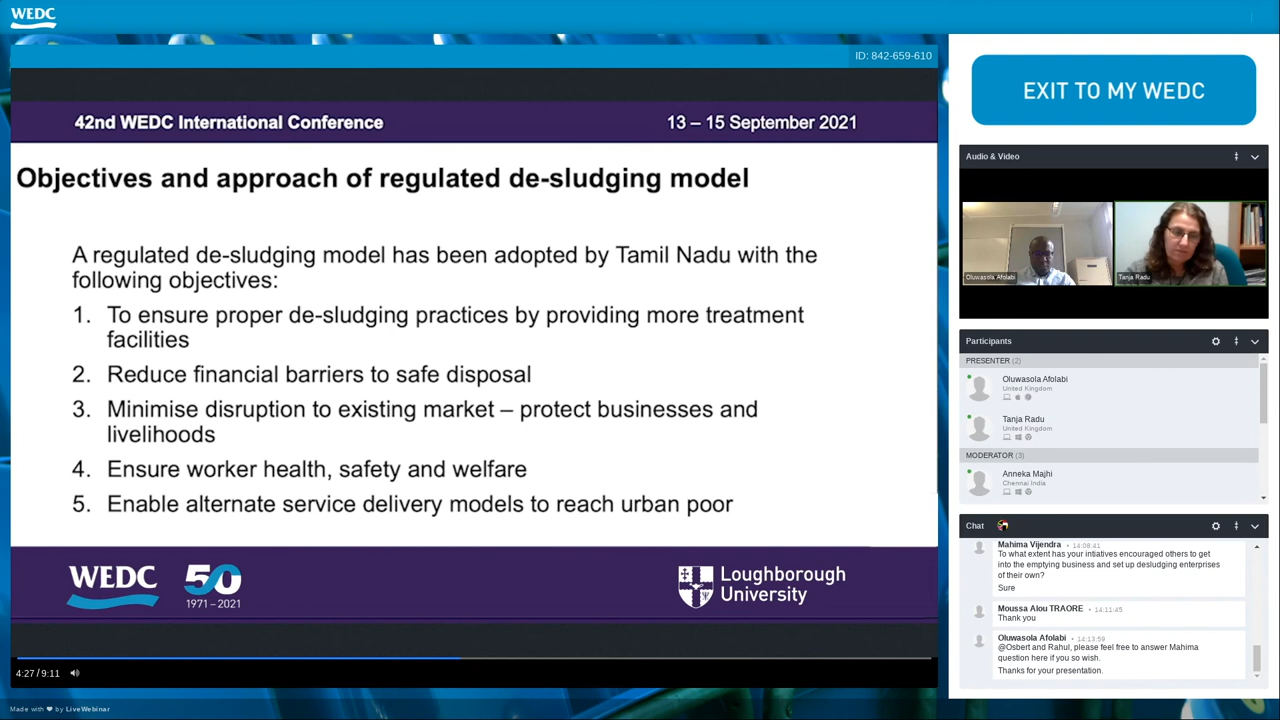 WEDC
ID: 842-659-610
42nd WEDC International Conference
13 – 15 September 2021
Objectives and approach of regulated de-sludging model
A regulated de-sludging model has been adopted by Tamil Nadu with the
following objectives:
1. To ensure proper de-sludging practices by providing more treatment
facilities
2. Reduce financial barriers to safe disposal
3. Minimise disruption to existing market – protect businesses and
livelihoods
4. Ensure worker health, safety and welfare
5. Enable alternate service delivery models to reach urban poor
WEDC
50
1971 – 2021
Loughborough
University
4:27 / 9:11
Made with ❤ by LiveWebinar
EXIT TO MY WEDC
Audio & Video
Oluwasola Afolabi
Tanja Radu
Participants
PRESENTER (2)
Oluwasola Afolabi
United Kingdom
Tanja Radu
United Kingdom
MODERATOR (3)
Anneka Majhi
Chennai India
Chat
Mahima Vijendra • 14:08:41
To what extent has your intiatives encouraged others to get
into the emptying business and set up desludging enterprises
of their own?
Sure
Moussa Alou TRAORE • 14:11:45
Thank you
Oluwasola Afolabi • 14:13:59
@Osbert and Rahul, please feel free to answer Mahima
question here if you so wish.
Thanks for your presentation.